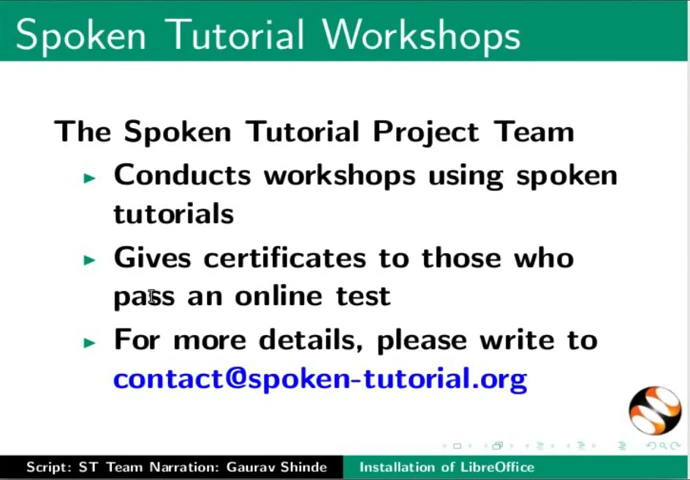 Spoken Tutorial Workshops
The Spoken Tutorial Project Team
Conducts workshops using spoken
tutorials
Gives certificates to those who
pass an online test
For more details, please write to
contact@spoken-tutorial.org
Script: ST Team Narration: Gaurav Shinde
Installation of LibreOffice